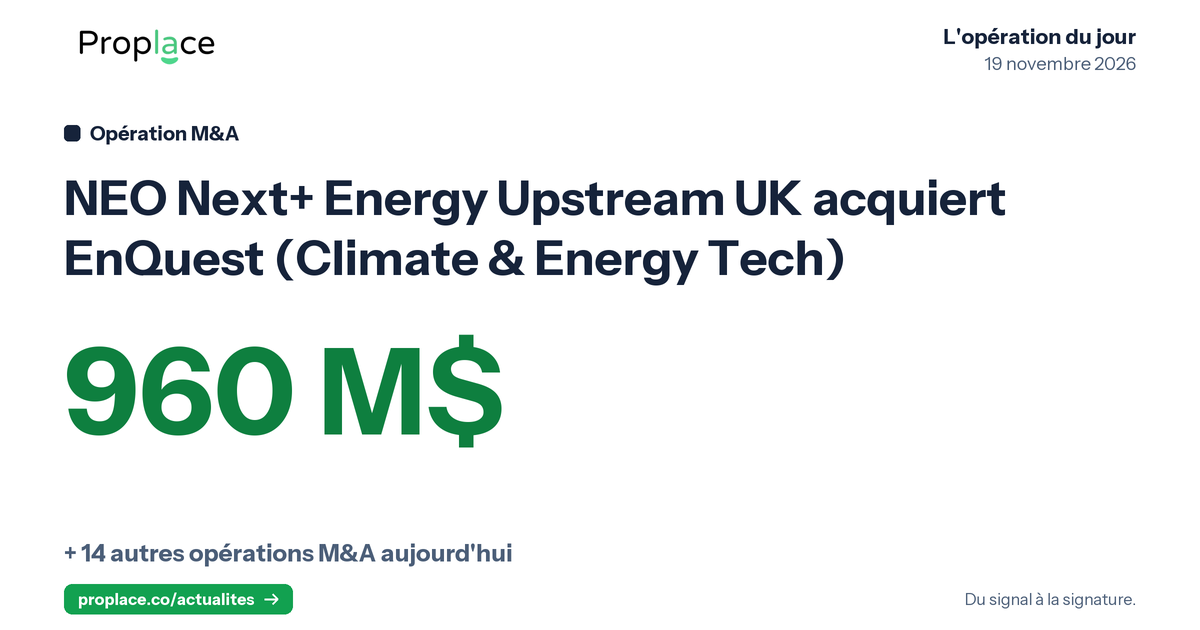 Proplace
L'opération du jour
19 novembre 2026
Opération M&A
NEO Next+ Energy Upstream UK acquiert
EnQuest (Climate & Energy Tech)
960 M$
+ 14 autres opérations M&A aujourd'hui
proplace.co/actualites →
Du signal à la signature.